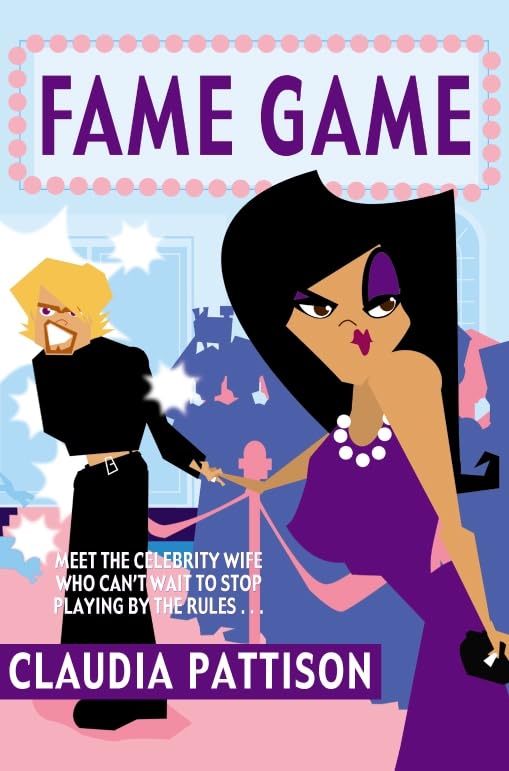 FAME GAME
MEET THE CELEBRITY WIFE
WHO CAN'T WAIT TO STOP
PLAYING BY THE RULES . . .
CLAUDIA PATTISON